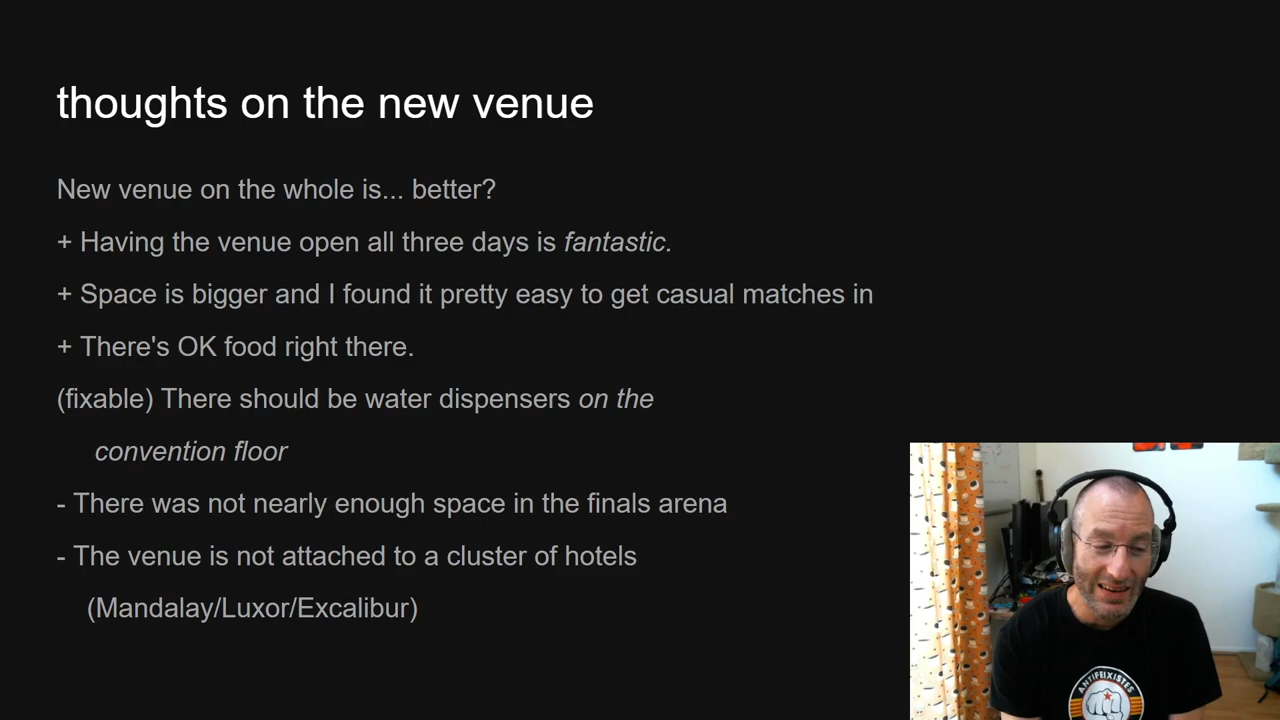 thoughts on the new venue
New venue on the whole is... better?
+ Having the venue open all three days is fantastic.
+ Space is bigger and I found it pretty easy to get casual matches in
+ There's OK food right there.
(fixable) There should be water dispensers on the
convention floor
- There was not nearly enough space in the finals arena
- The venue is not attached to a cluster of hotels
(Mandalay/Luxor/Excalibur)
ANTIFEIXISTES